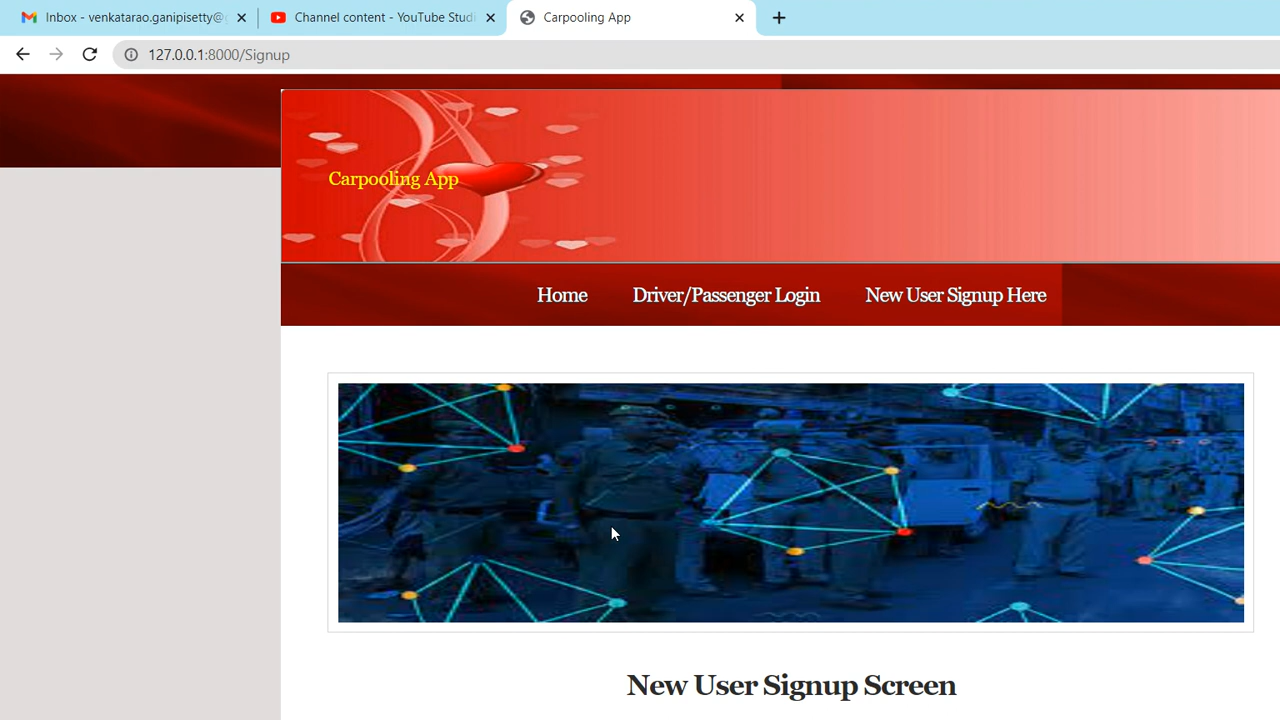 Inbox - venkatarao.ganipisetty@
Channel content - YouTube Stud
Carpooling App
127.0.0.1:8000/Signup
Carpooling App
Home
Driver/Passenger Login
New User Signup Here
New User Signup Screen